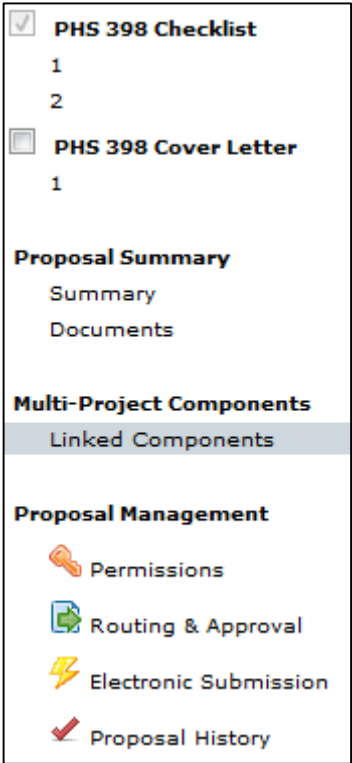 PHS 398 Checklist
1
2
PHS 398 Cover Letter
1
Proposal Summary
Summary
Documents
Multi-Project Components
Linked Components
Proposal Management
Permissions
Routing & Approval
Electronic Submission
Proposal History